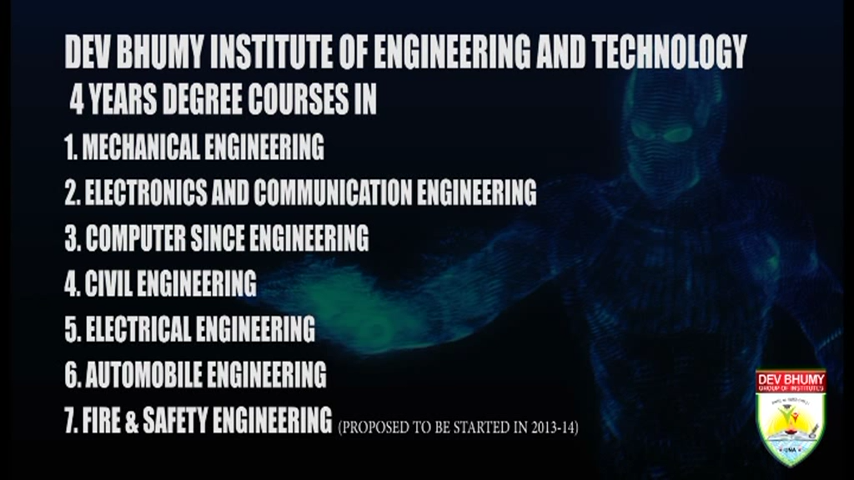 DEV BHUMY INSTITUTE OF ENGINEERING AND TECHNOLOGY
4 YEARS DEGREE COURSES IN
1. MECHANICAL ENGINEERING
2. ELECTRONICS AND COMMUNICATION ENGINEERING
3. COMPUTER SINCE ENGINEERING
4. CIVIL ENGINEERING
5. ELECTRICAL ENGINEERING
6. AUTOMOBILE ENGINEERING
7. FIRE & SAFETY ENGINEERING (PROPOSED TO BE STARTED IN 2013-14)
DEV BHUMY
GROUP OF INSTITUTES
UNA